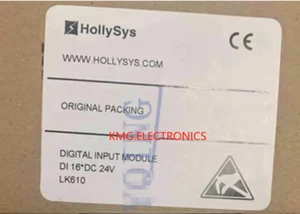 HollySys
CE
WWW.HOLLYSYS.COM
ORIGINAL PACKING
KMG ELECTRONICS
DIGITAL INPUT MODULE
DI 16*DC 24V
LK610